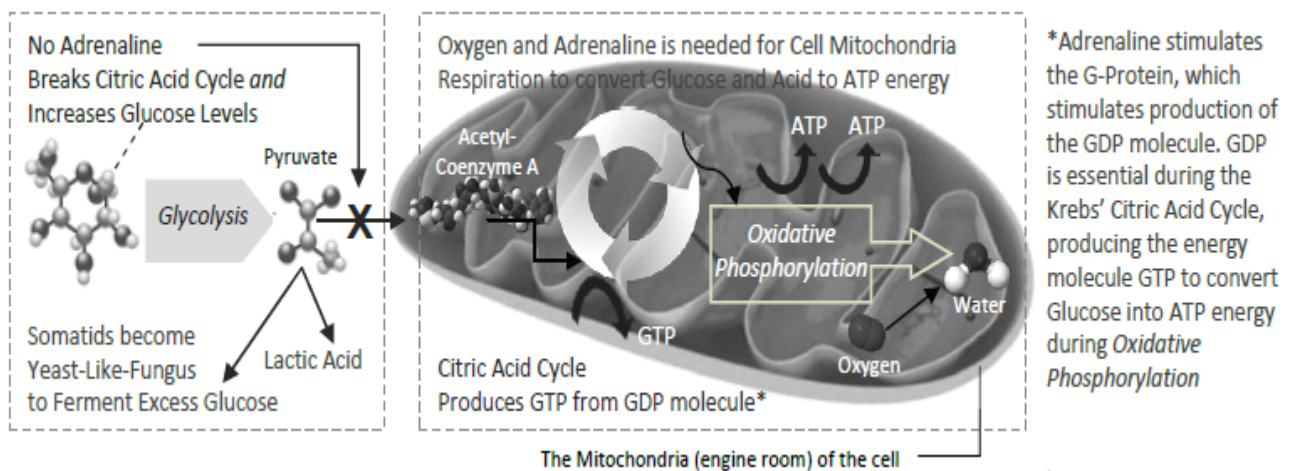 No Adrenaline
Breaks Citric Acid Cycle and
Increases Glucose Levels
Pyruvate
Glycolysis
X
Somatids become
Yeast-Like-Fungus
to Ferment Excess Glucose
Lactic Acid
Oxygen and Adrenaline is needed for Cell Mitochondria
Respiration to convert Glucose and Acid to ATP energy
Acetyl-
Coenzyme A
ATP ATP
Oxidative
Phosphorylation
Water
Oxygen
GTP
Citric Acid Cycle
Produces GTP from GDP molecule*
The Mitochondria (engine room) of the cell
*Adrenaline stimulates
the G-Protein, which
stimulates production of
the GDP molecule. GDP
is essential during the
Krebs' Citric Acid Cycle,
producing the energy
molecule GTP to convert
Glucose into ATP energy
during Oxidative
Phosphorylation